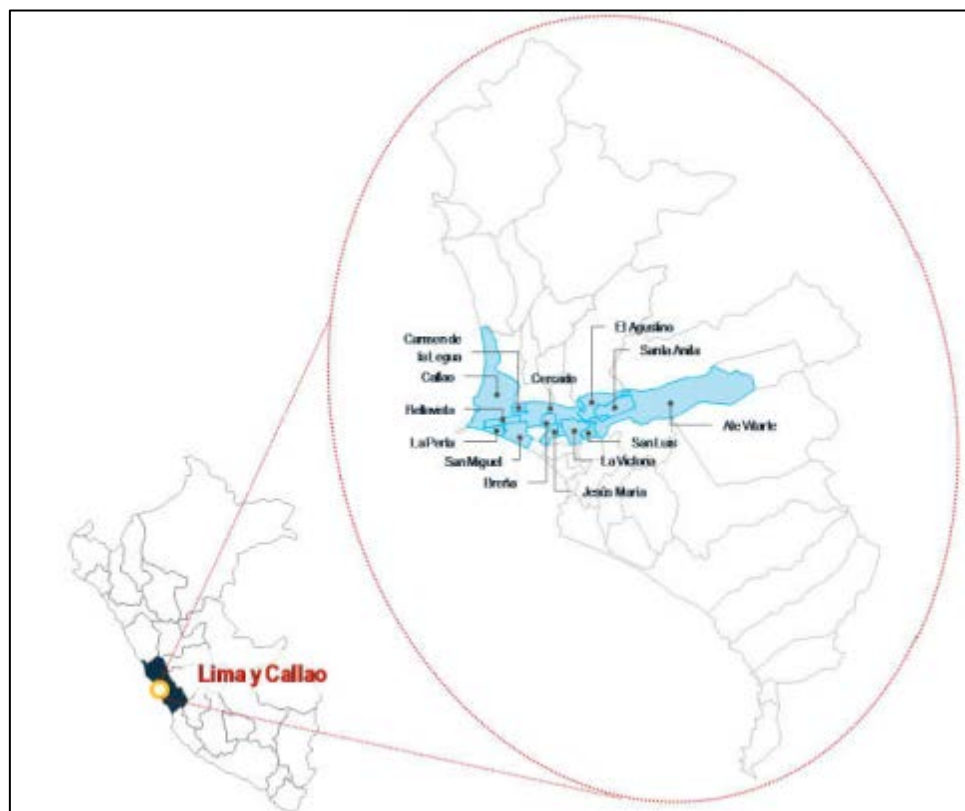 El Agustino
Carmen de
la Legua
Santa Anita
Callao
Cercado
Bellavista
Ate Vitarte
La Perla
San Luis
San Miguel
La Victoria
Breña
Jesús María
Lima y Callao